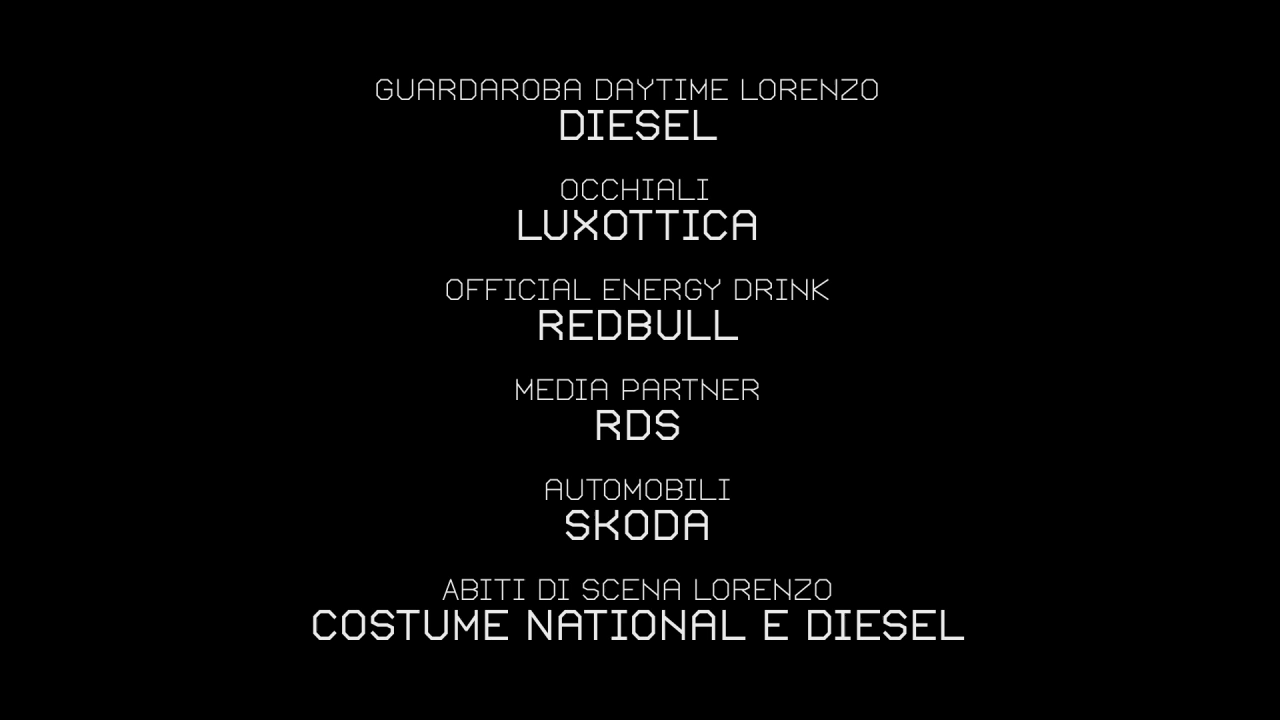 GUARDAROBA DAYTIME LORENZO
DIESEL
OCCHIALI
LUXOTTICA
OFFICIAL ENERGY DRINK
REDBULL
MEDIA PARTNER
RDS
AUTOMOBILI
SKODA
ABITI DI SCENA LORENZO
COSTUME NATIONAL E DIESEL